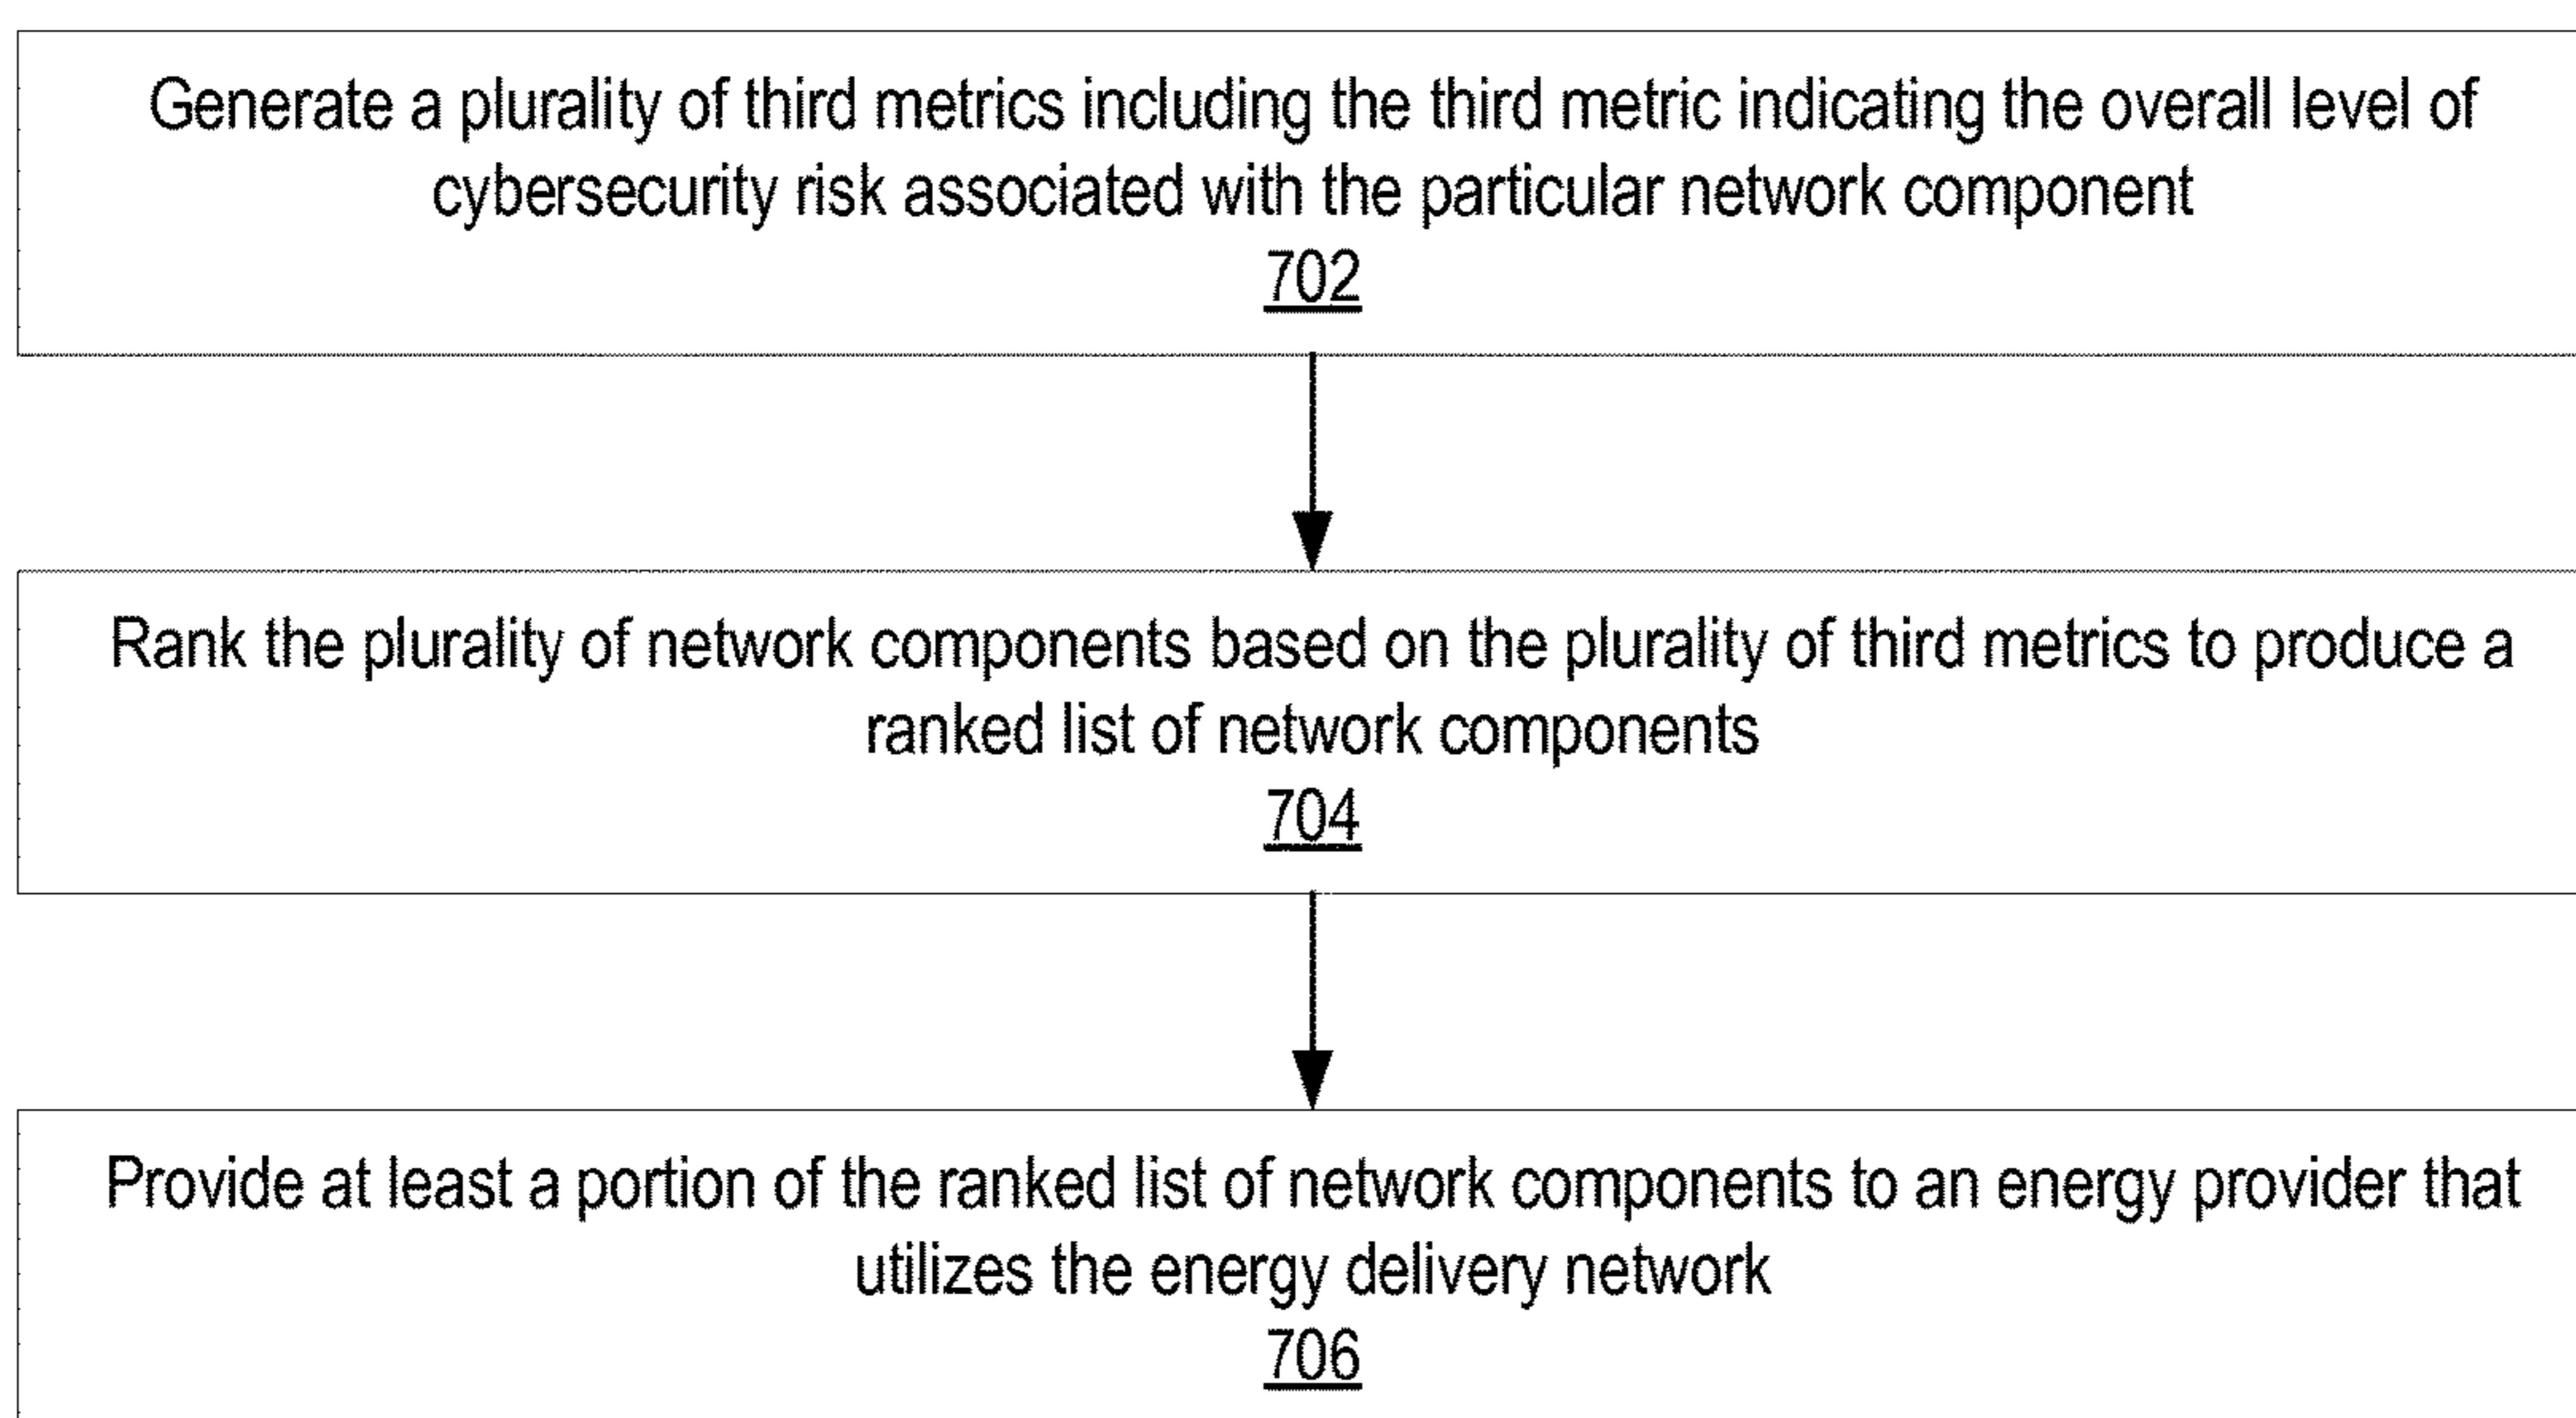 Generate a plurality of third metrics including the third metric indicating the overall level of
cybersecurity risk associated with the particular network component
702
Rank the plurality of network components based on the plurality of third metrics to produce a
ranked list of network components
704
Provide at least a portion of the ranked list of network components to an energy provider that
utilizes the energy delivery network
706